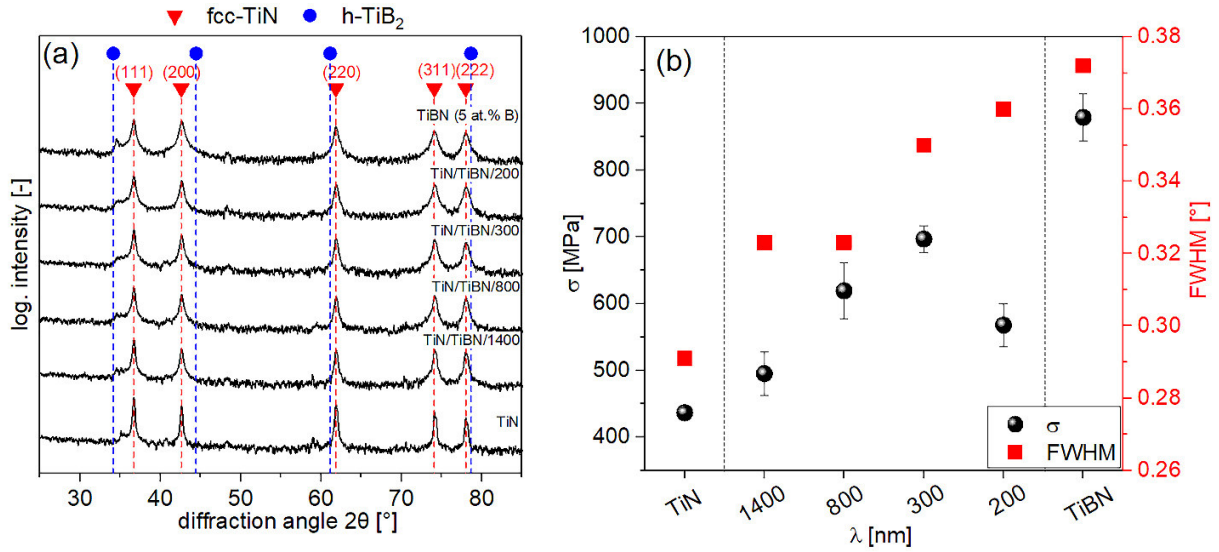 fcc-TiN h-TiB₂
(a)
(111) (200) (220) (311) (222)
TiBN (5 at.% B)
TiN/TiBN/200
TiN/TiBN/300
TiN/TiBN/800
TiN/TiBN/1400
TiN
log. intensity [-]
30 40 50 60 70 80
diffraction angle 2θ [°]
(b)
1000
900
800
700
600
500
400
σ [MPa]
0.38
0.36
0.34
0.32
0.30
0.28
0.26
FWHM [°]
σ
FWHM
TiN 1400 800 300 200 TiBN
λ [nm]